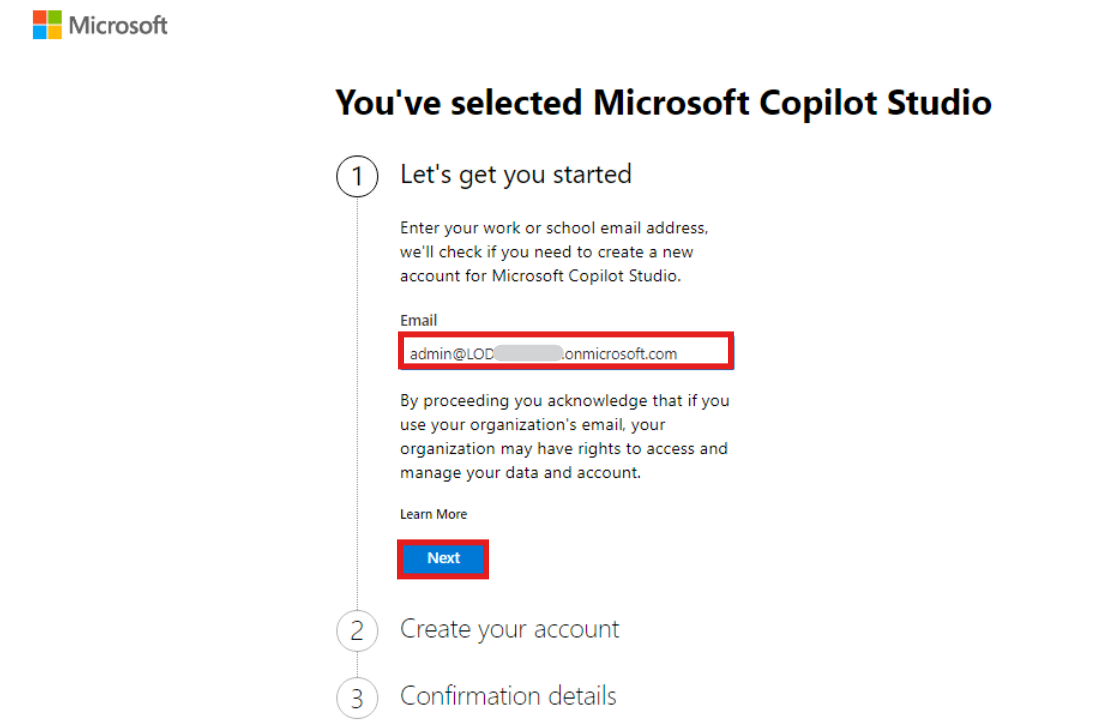 Microsoft
You've selected Microsoft Copilot Studio
1 Let's get you started
Enter your work or school email address,
we'll check if you need to create a new
account for Microsoft Copilot Studio.
Email
admin@LOD .onmicrosoft.com
By proceeding you acknowledge that if you
use your organization's email, your
organization may have rights to access and
manage your data and account.
Learn More
Next
2 Create your account
3 Confirmation details